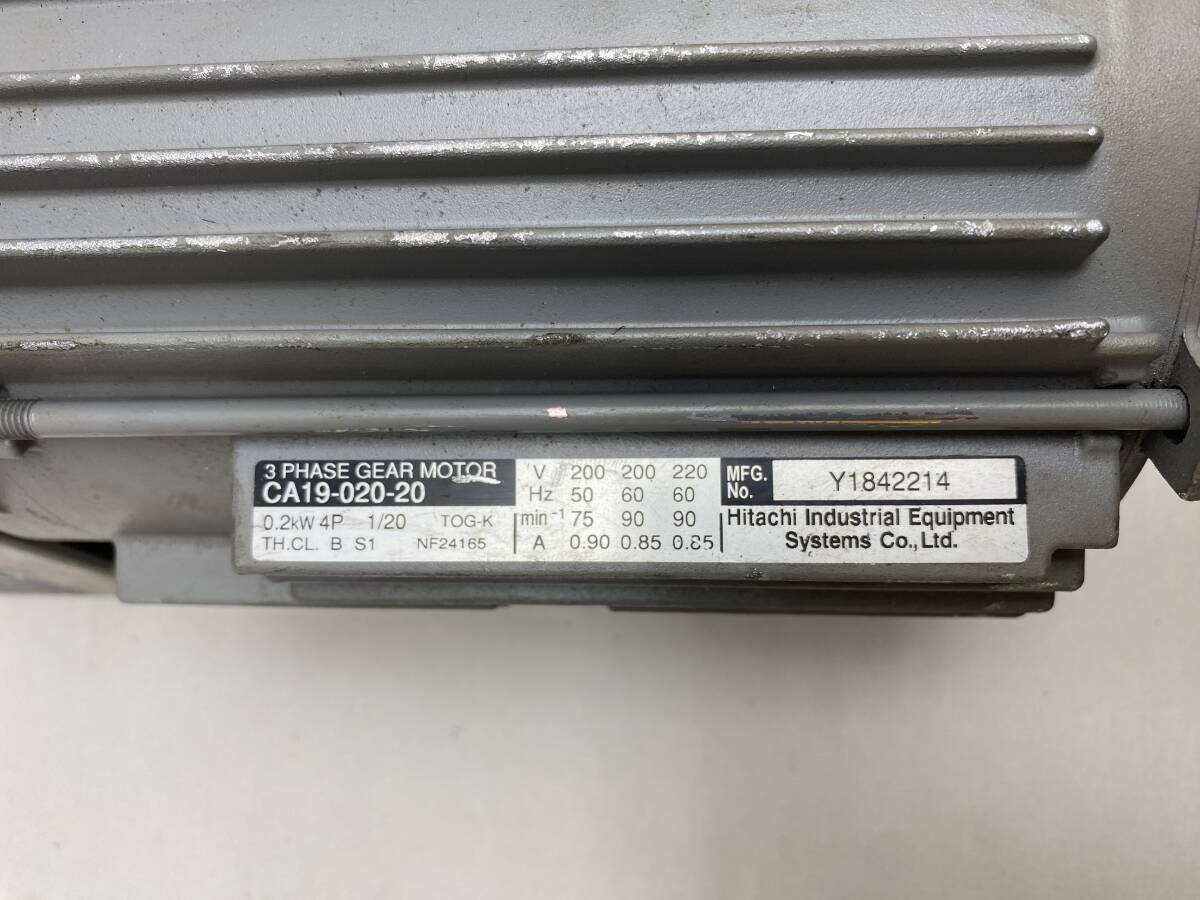 3 PHASE GEAR MOTOR
CA19-020-20
0.2kW 4P 1/20 TOG-K
TH.CL. B S1 NF24165
V 200 200 220
Hz 50 60 60
min⁻¹ 75 90 90
A 0.90 0.85 0.85
MFG. No. Y1842214
Hitachi Industrial Equipment
Systems Co., Ltd.